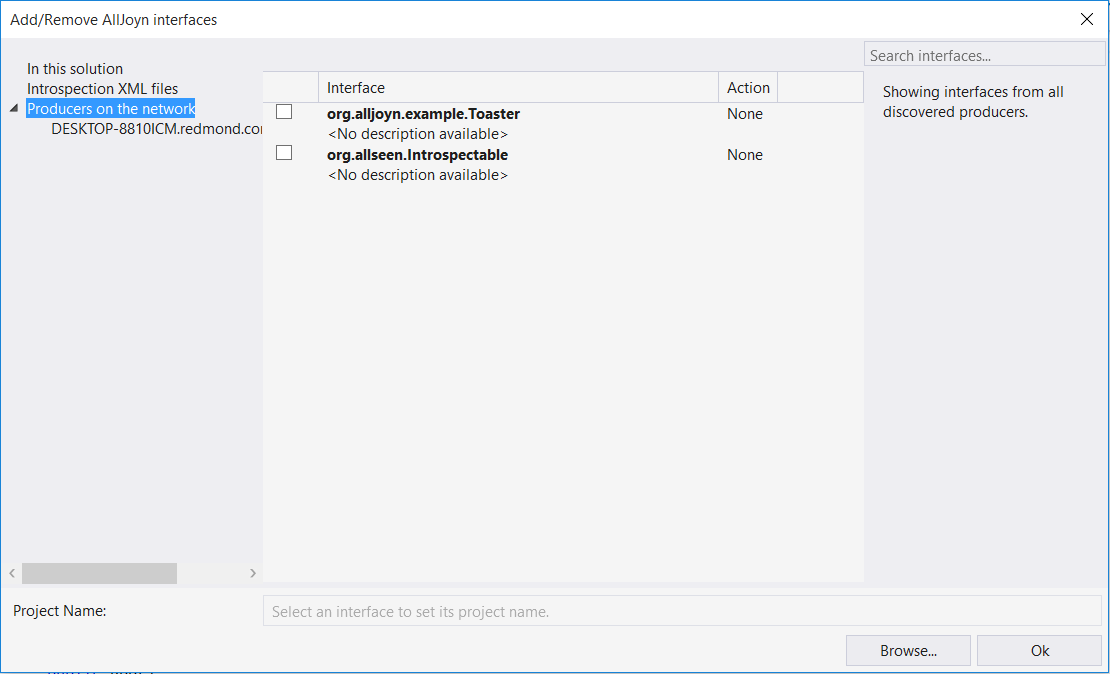 Add/Remove AllJoyn interfaces
Search interfaces...
In this solution
Introspection XML files
Producers on the network
DESKTOP-8810ICM.redmond.cor
Interface
Action
org.alljoyn.example.Toaster
None
<No description available>
org.allseen.Introspectable
None
<No description available>
Showing interfaces from all
discovered producers.
Project Name:
Select an interface to set its project name.
Browse...
Ok